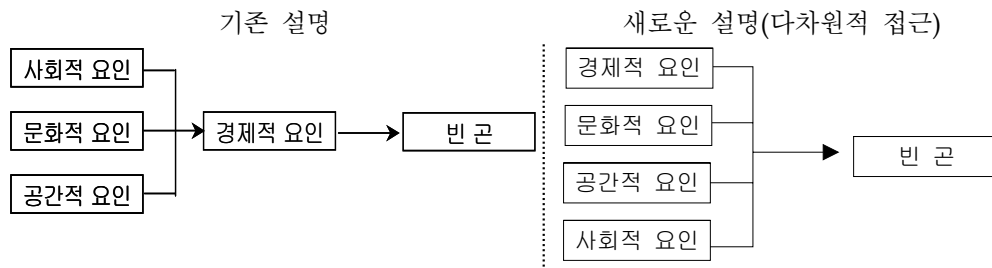 기존 설명
사회적 요인
문화적 요인
공간적 요인
경제적 요인
빈 곤
새로운 설명(다차원적 접근)
경제적 요인
문화적 요인
공간적 요인
사회적 요인
빈 곤